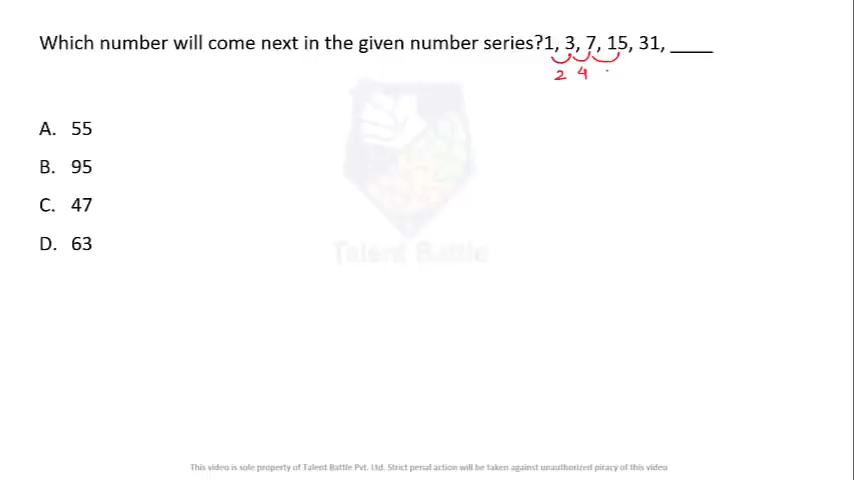 Which number will come next in the given number series?1, 3, 7, 15, 31, ____
2 4
A. 55
B. 95
C. 47
D. 63
Talent Battle
This video is sole property of Talent Battle Pvt. Ltd. Strict penal action will be taken against unauthorized piracy of this video